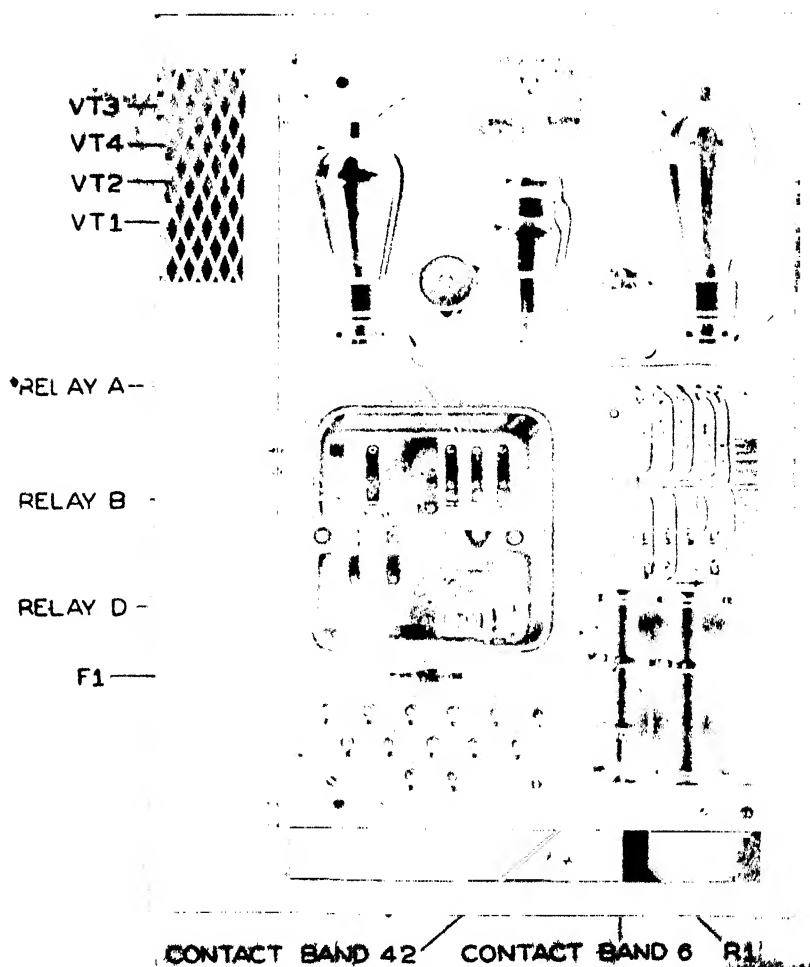 VT3
VT4
VT2
VT1
RELAY A
RELAY B
RELAY D
F1
CONTACT BAND 42 CONTACT BAND 6 R1